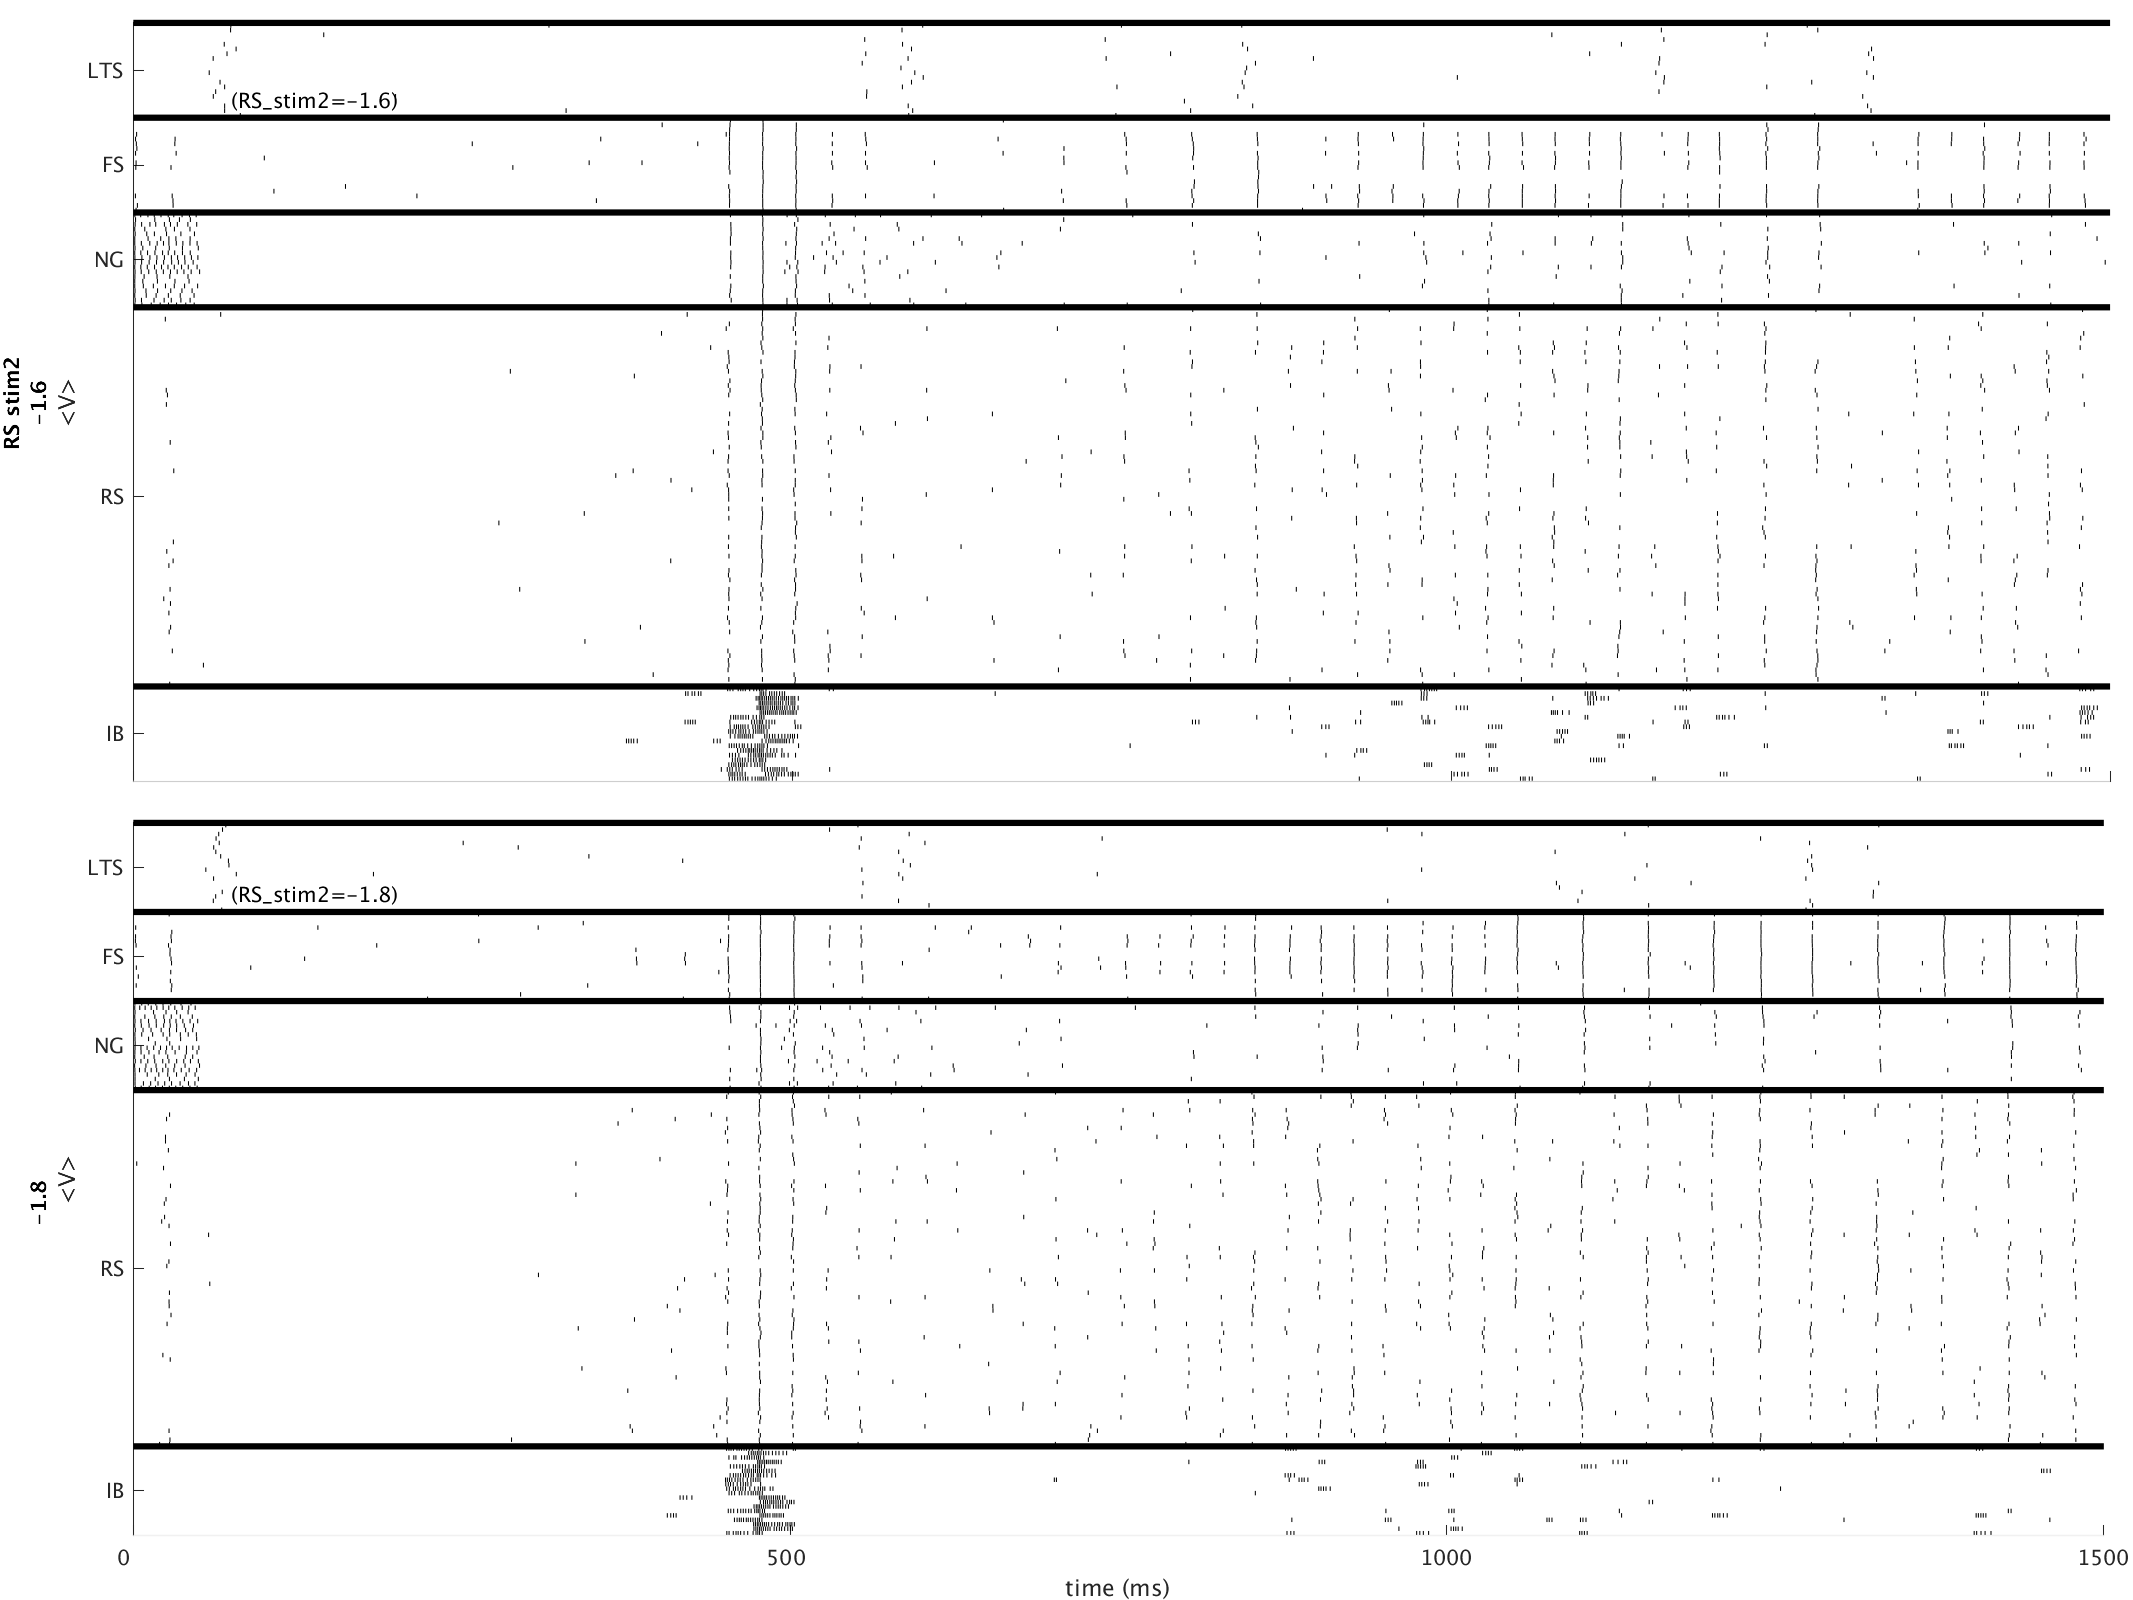 RS stim2
-1.6
<V>
LTS
(RS_stim2=-1.6)
FS
NG
RS
IB
-1.8
<V>
LTS
(RS_stim2=-1.8)
FS
NG
RS
IB
0 500 1000 1500
time (ms)